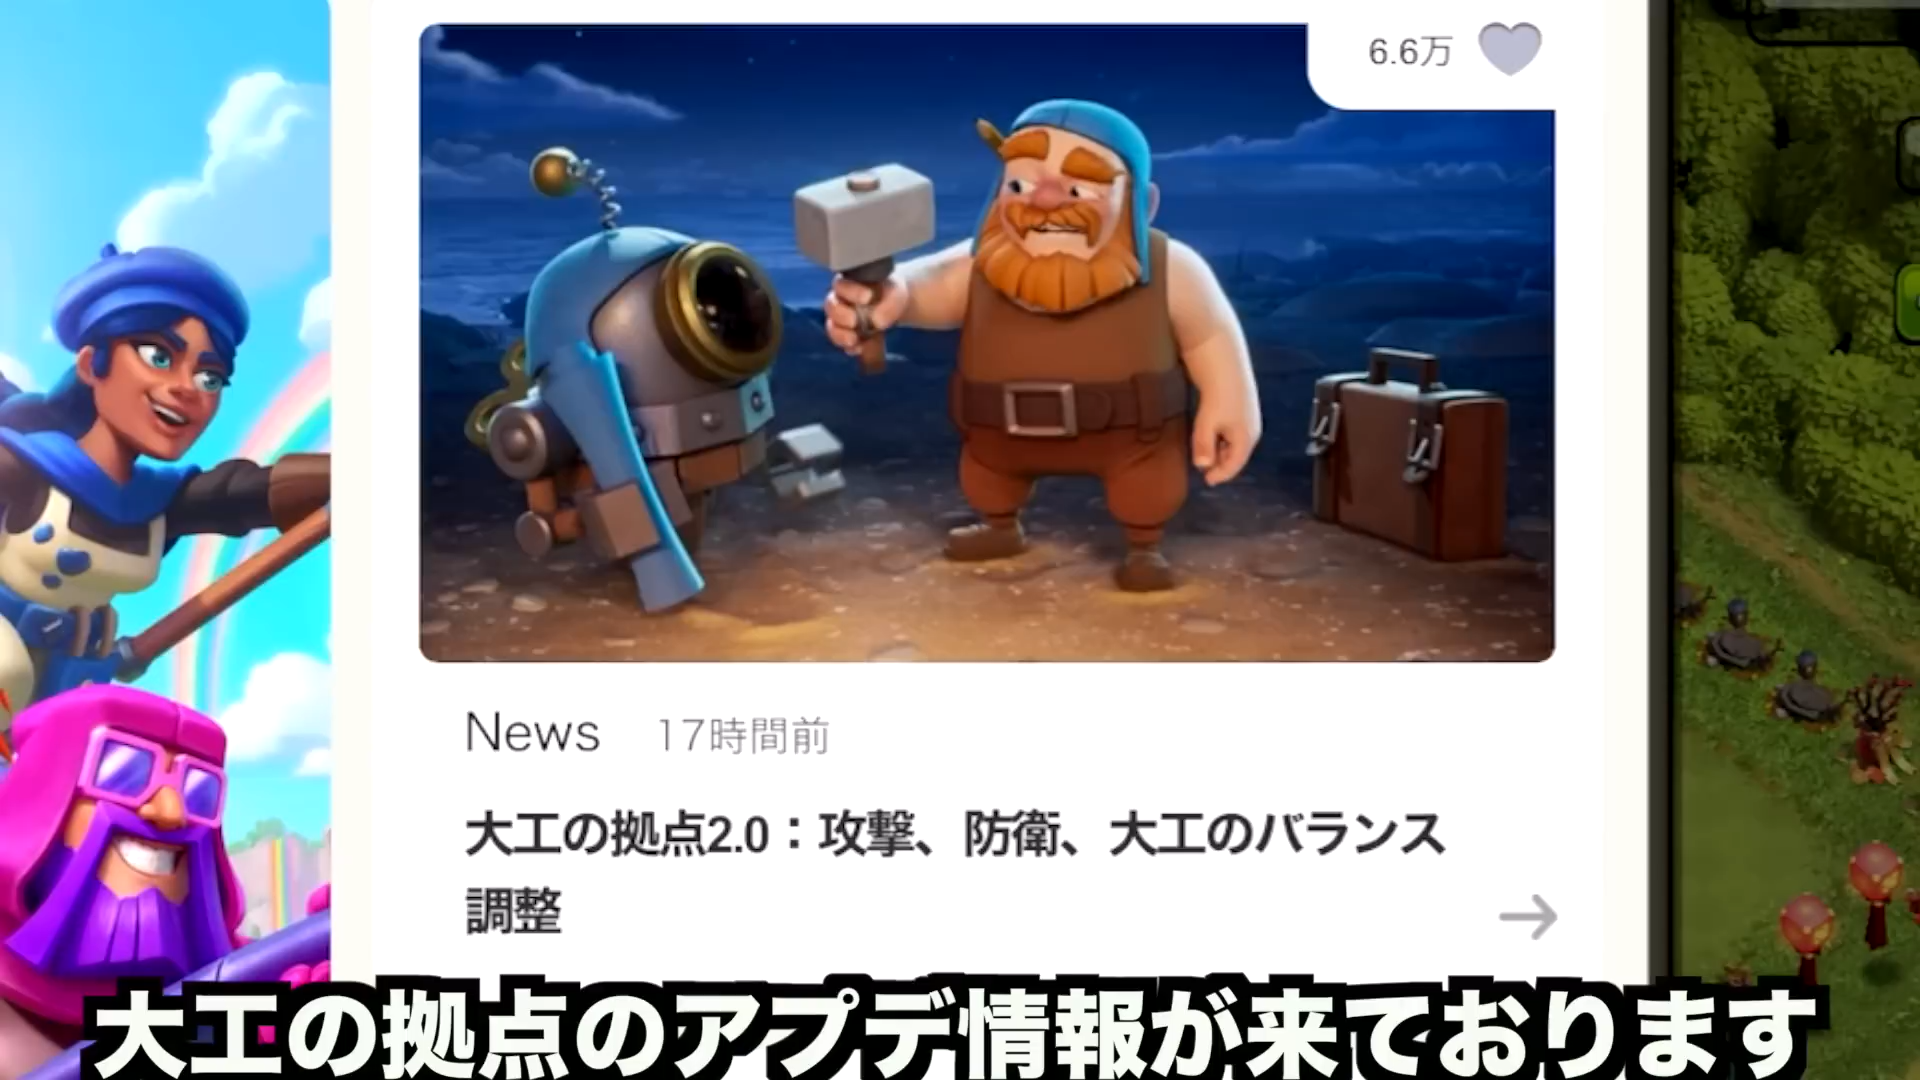 6.6万
News 17時間前
大工の拠点2.0：攻撃、防衛、大工のバランス
調整
大工の拠点のアプデ情報が来ております